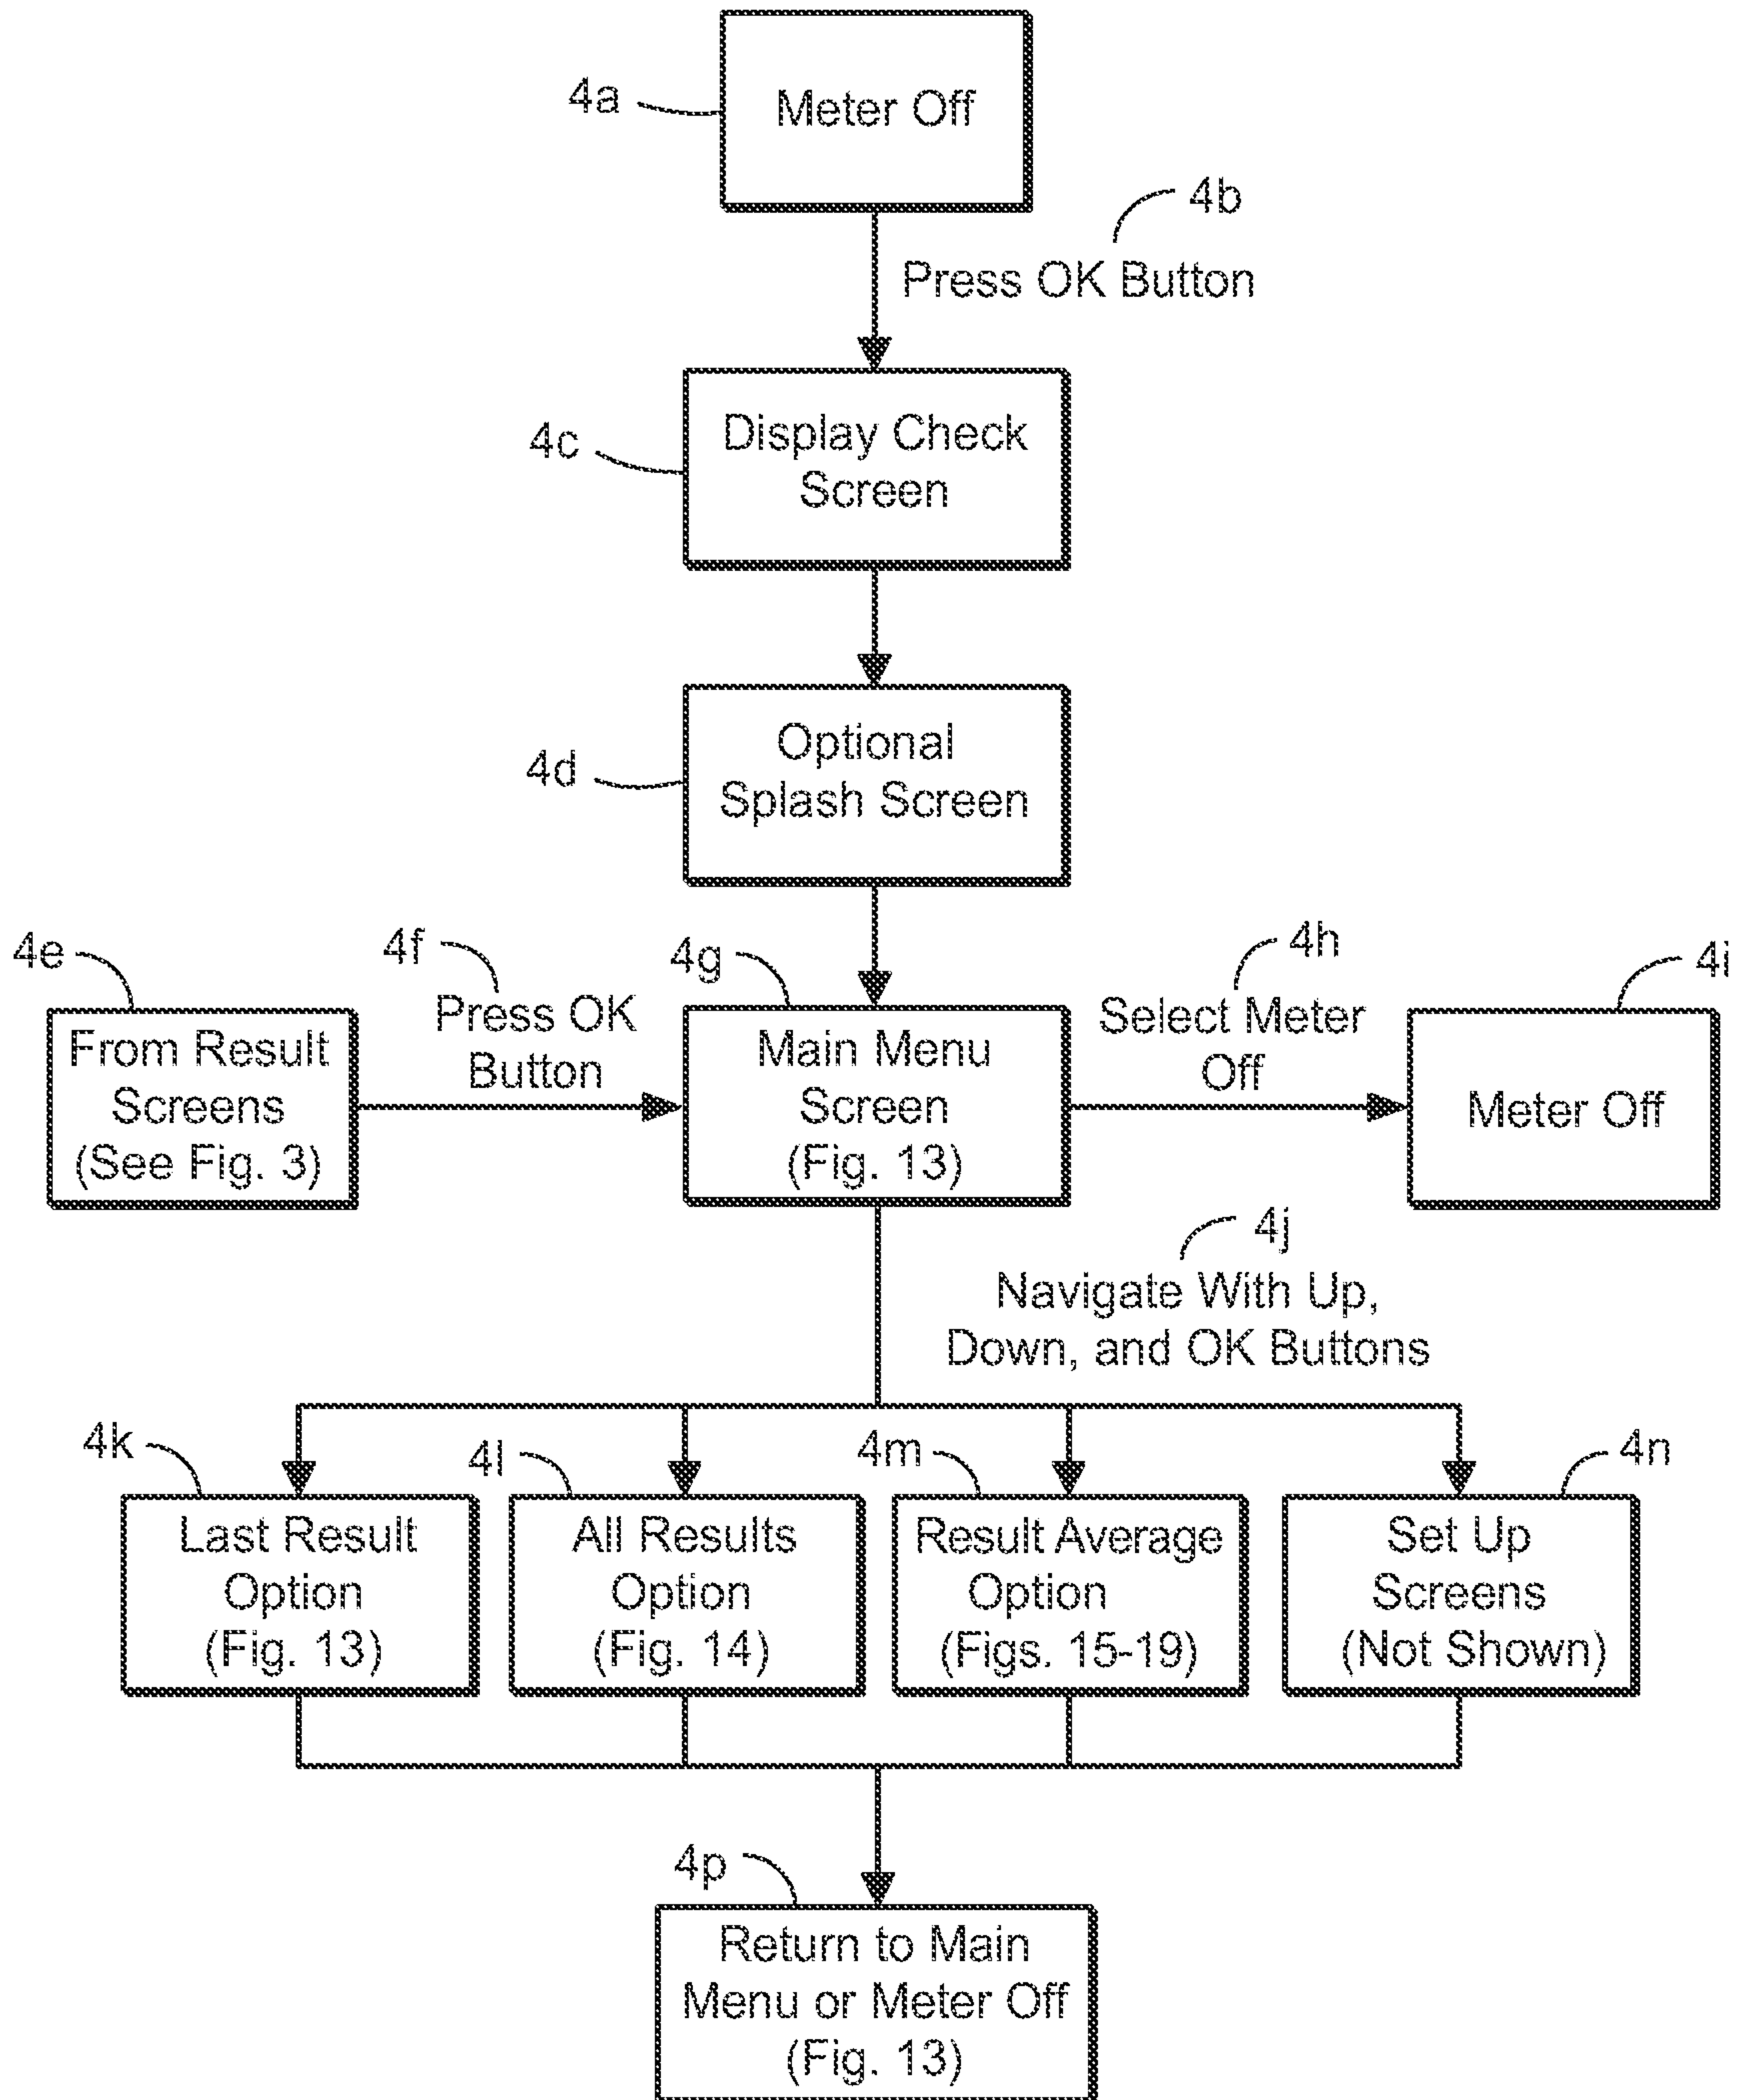 4a
Meter Off
4b
Press OK Button
4c
Display Check
Screen
4d
Optional
Splash Screen
4e
From Result
Screens
(See Fig. 3)
4f
Press OK
Button
4g
Main Menu
Screen
(Fig. 13)
4h
Select Meter
Off
4i
Meter Off
4j
Navigate With Up,
Down, and OK Buttons
4k
Last Result
Option
(Fig. 13)
4l
All Results
Option
(Fig. 14)
4m
Result Average
Option
(Figs. 15-19)
4n
Set Up
Screens
(Not Shown)
4p
Return to Main
Menu or Meter Off
(Fig. 13)